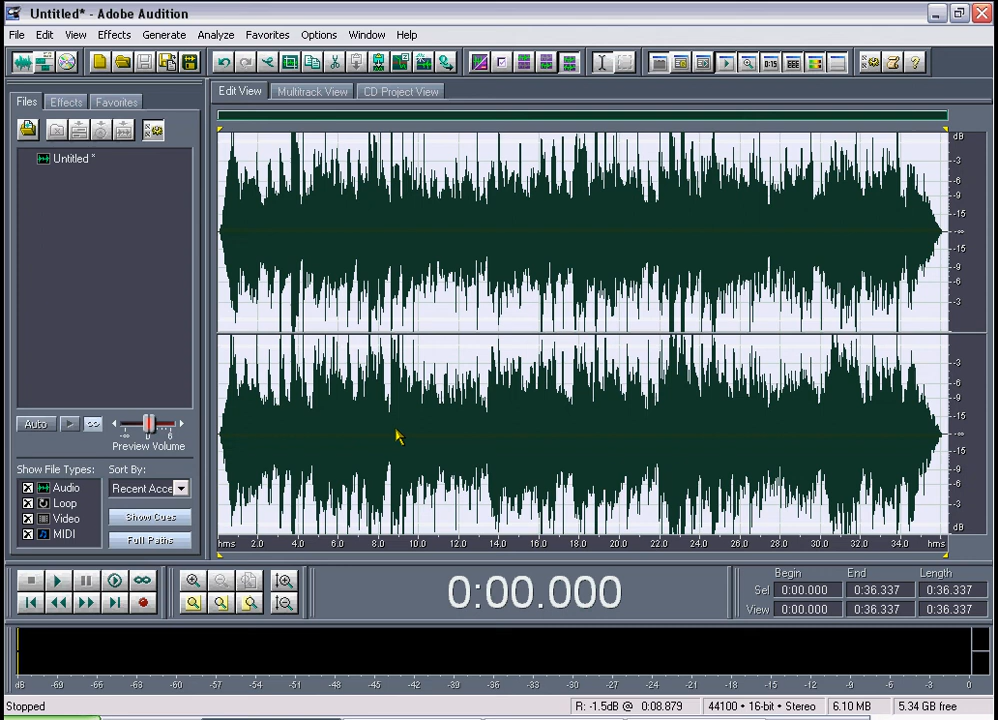 Untitled* - Adobe Audition
File Edit View Effects Generate Analyze Favorites Options Window Help
Files Effects Favorites
Edit View Multitrack View CD Project View
Untitled *
dB
-3
-6
-9
-15
-∞
-15
-9
-6
-3
-3
-6
-9
-15
-∞
-15
-9
-6
-3
dB
hms 2.0 4.0 6.0 8.0 10.0 12.0 14.0 16.0 18.0 20.0 22.0 24.0 26.0 28.0 30.0 32.0 34.0 hms
Auto
-∞ 0 6
Preview Volume
Show File Types: Sort By:
Audio Recent Acce
Loop
Video Show Cues
MIDI Full Paths
0:00.000
Begin End Length
Sel 0:00.000 0:36.337 0:36.337
View 0:00.000 0:36.337 0:36.337
dB -69 -66 -63 -60 -57 -54 -51 -48 -45 -42 -39 -36 -33 -30 -27 -24 -21 -18 -15 -12 -9 -6 -3 0
Stopped R: -1.5dB @ 0:08.879 44100 • 16-bit • Stereo 6.10 MB 5.34 GB free